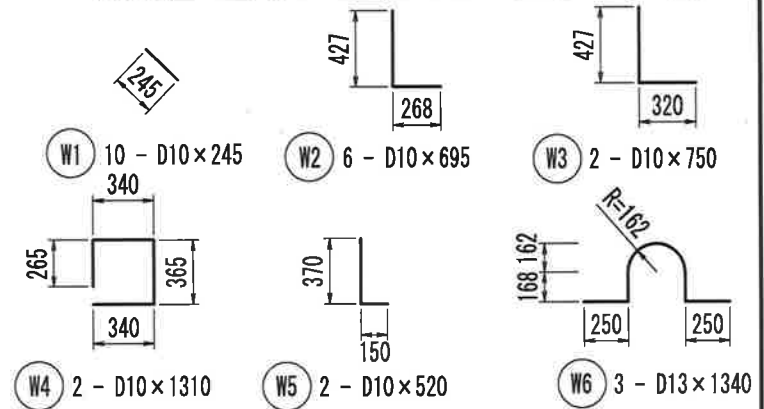 427
268
427
320
245
W1 10 - D10×245
W2 6 - D10×695
W3 2 - D10×750
340
265
365
340
370
150
R=162
162
168
250
250
W4 2 - D10×1310
W5 2 - D10×520
W6 3 - D13×1340